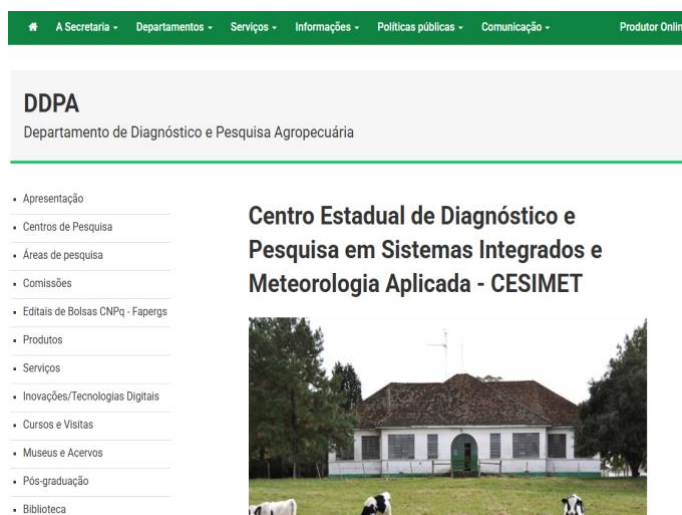 A Secretaria Departamentos Serviços Informações Políticas públicas Comunicação Produtor Onlin
DDPA
Departamento de Diagnóstico e Pesquisa Agropecuária
Apresentação
Centros de Pesquisa
Áreas de pesquisa
Comissões
Editais de Bolsas CNPq - Fapergs
Produtos
Serviços
Inovações/Tecnologias Digitais
Cursos e Visitas
Museus e Acervos
Pós-graduação
Biblioteca
Centro Estadual de Diagnóstico e
Pesquisa em Sistemas Integrados e
Meteorologia Aplicada - CESIMET